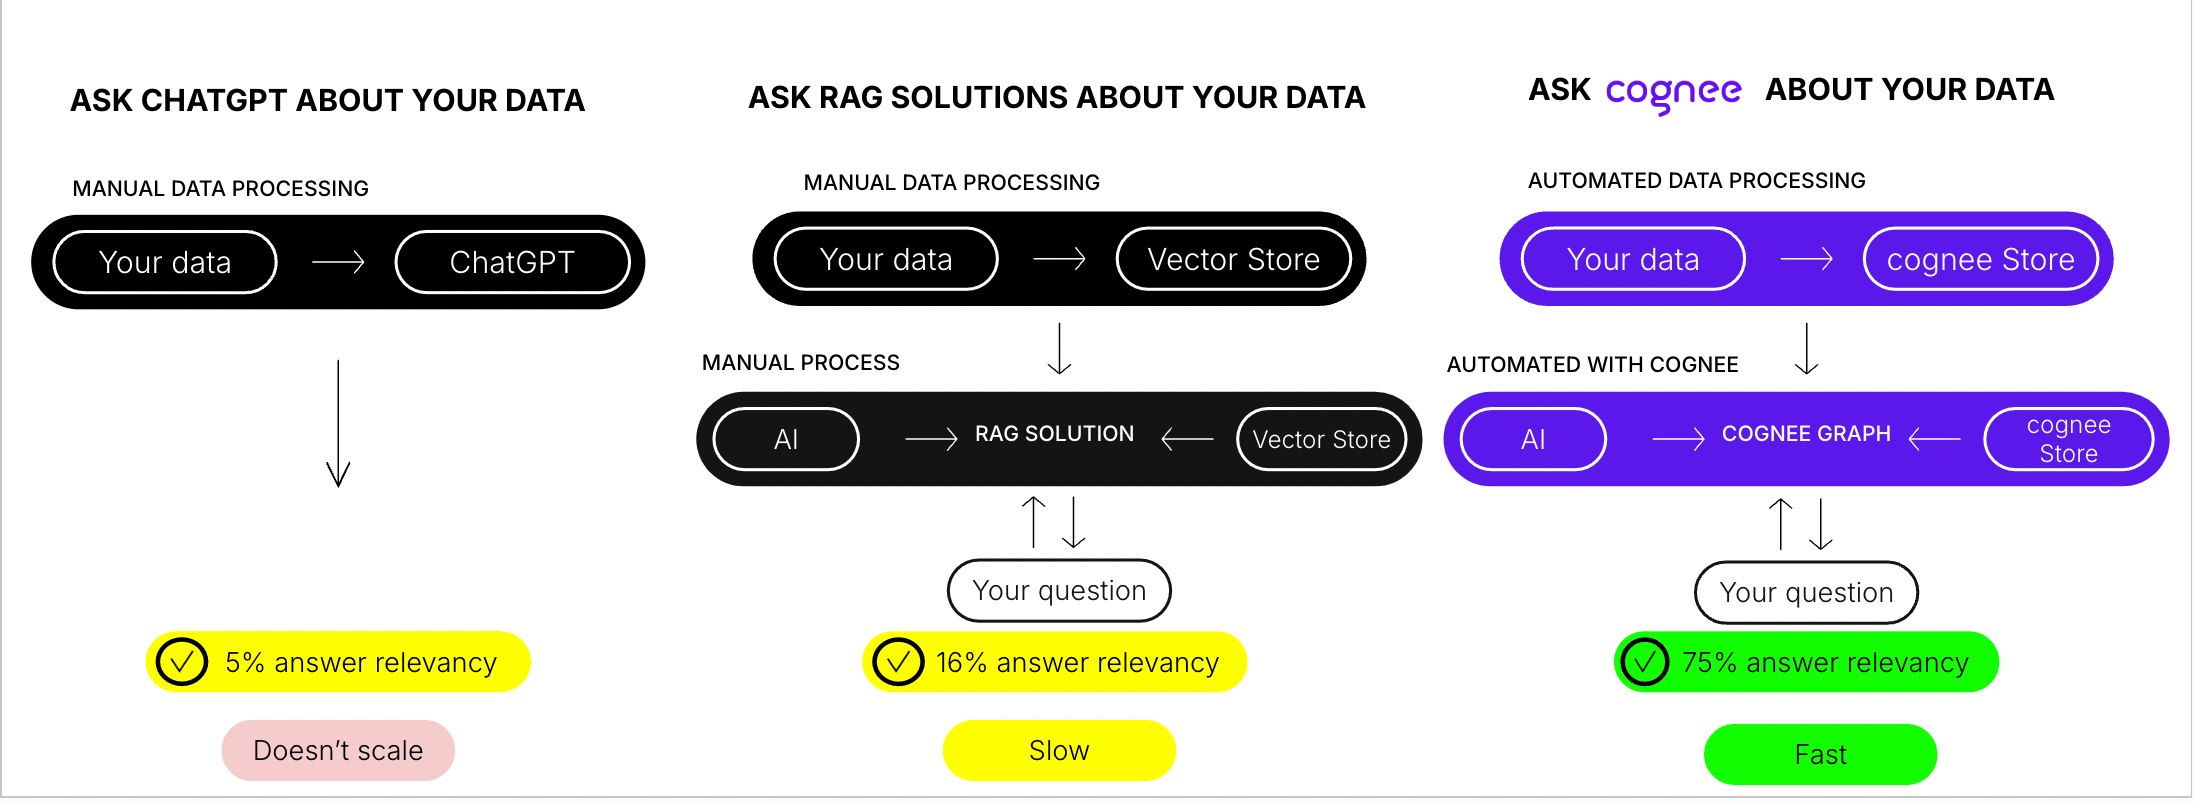 ASK CHATGPT ABOUT YOUR DATA
MANUAL DATA PROCESSING
Your data
ChatGPT
5% answer relevancy
Doesn't scale
ASK RAG SOLUTIONS ABOUT YOUR DATA
MANUAL DATA PROCESSING
Your data
Vector Store
MANUAL PROCESS
AI
RAG SOLUTION
Vector Store
Your question
16% answer relevancy
Slow
ASK cognee ABOUT YOUR DATA
AUTOMATED DATA PROCESSING
Your data
cognee Store
AUTOMATED WITH COGNEE
AI
COGNEE GRAPH
cognee
Store
Your question
75% answer relevancy
Fast